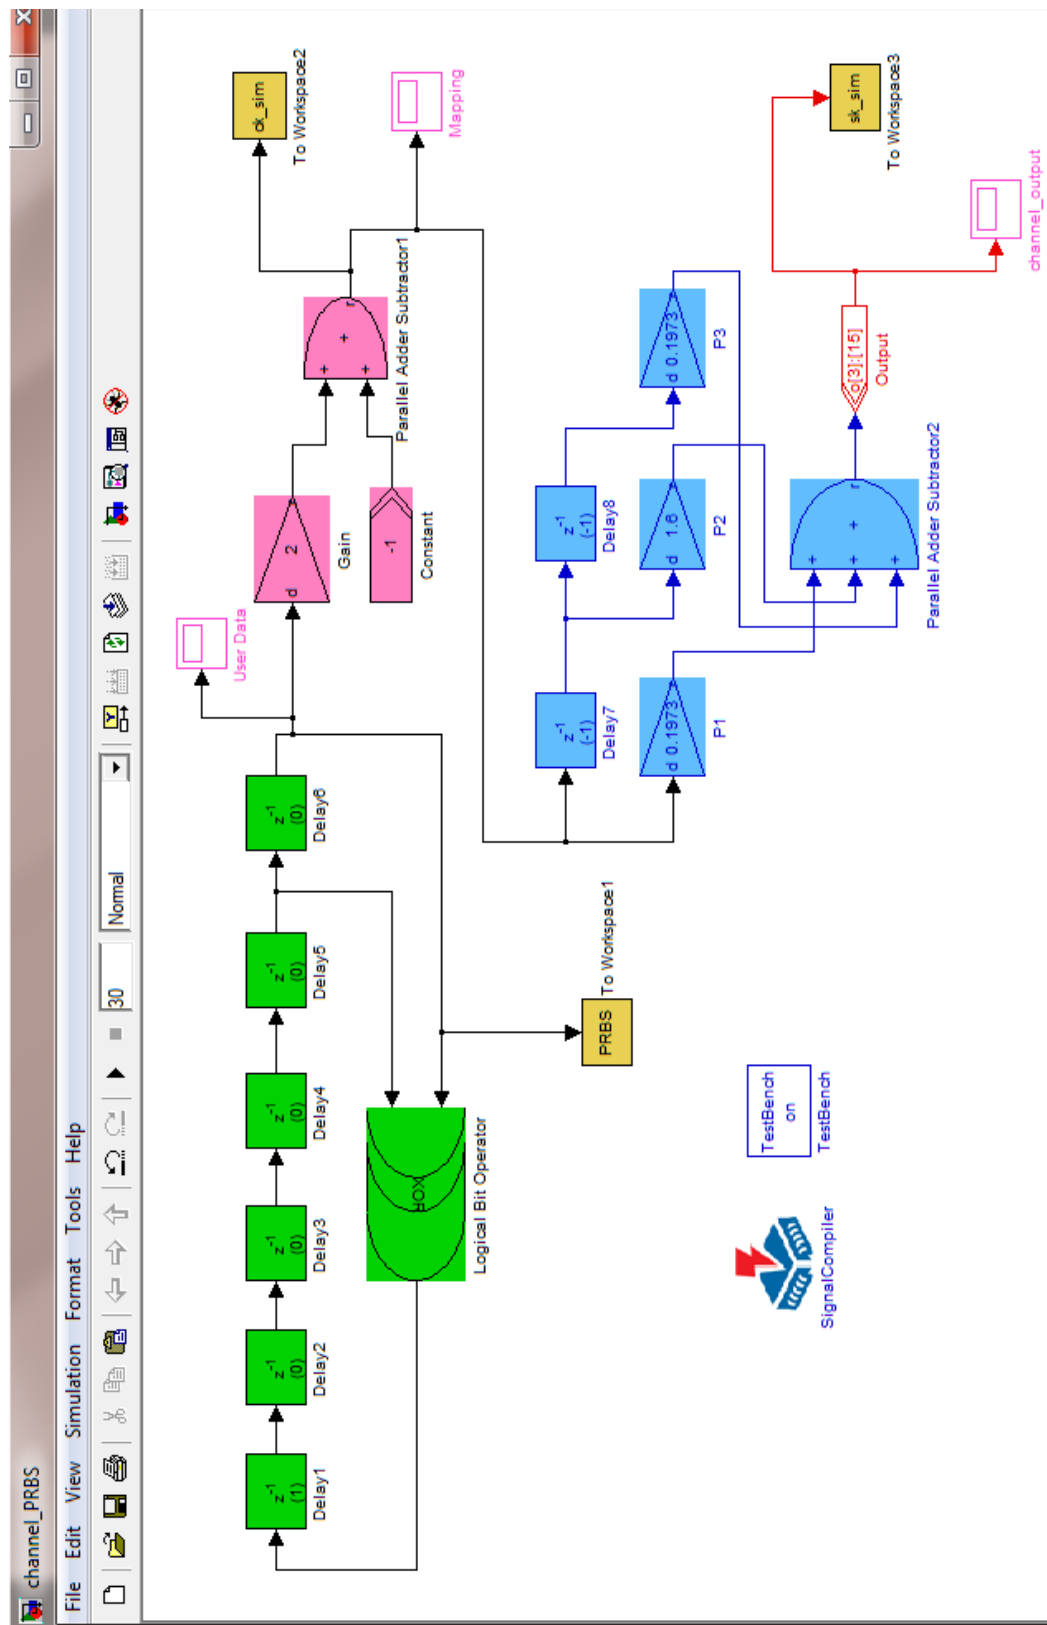 channel_PRBS
File Edit View Simulation Format Tools Help
30
Normal
ck_sim
To Workspace2
User Data
Mapping
z⁻¹
(1)
Delay1
z⁻¹
(0)
Delay2
z⁻¹
(0)
Delay3
z⁻¹
(0)
Delay4
z⁻¹
(0)
Delay5
z⁻¹
(0)
Delay6
d 2
Gain
-1
Constant
+
+
+
r
Parallel Adder Subtractor1
XOR
Logical Bit Operator
PRBS
To Workspace1
z⁻¹
(-1)
Delay7
z⁻¹
(-1)
Delay8
d 0.1973
P1
d 1.6
P2
d 0.1973
P3
+
+
+
+
r
Parallel Adder Subtractor2
o[3]:[15]
Output
sk_sim
To Workspace3
channel_output
SignalCompiler
TestBench
on
TestBench